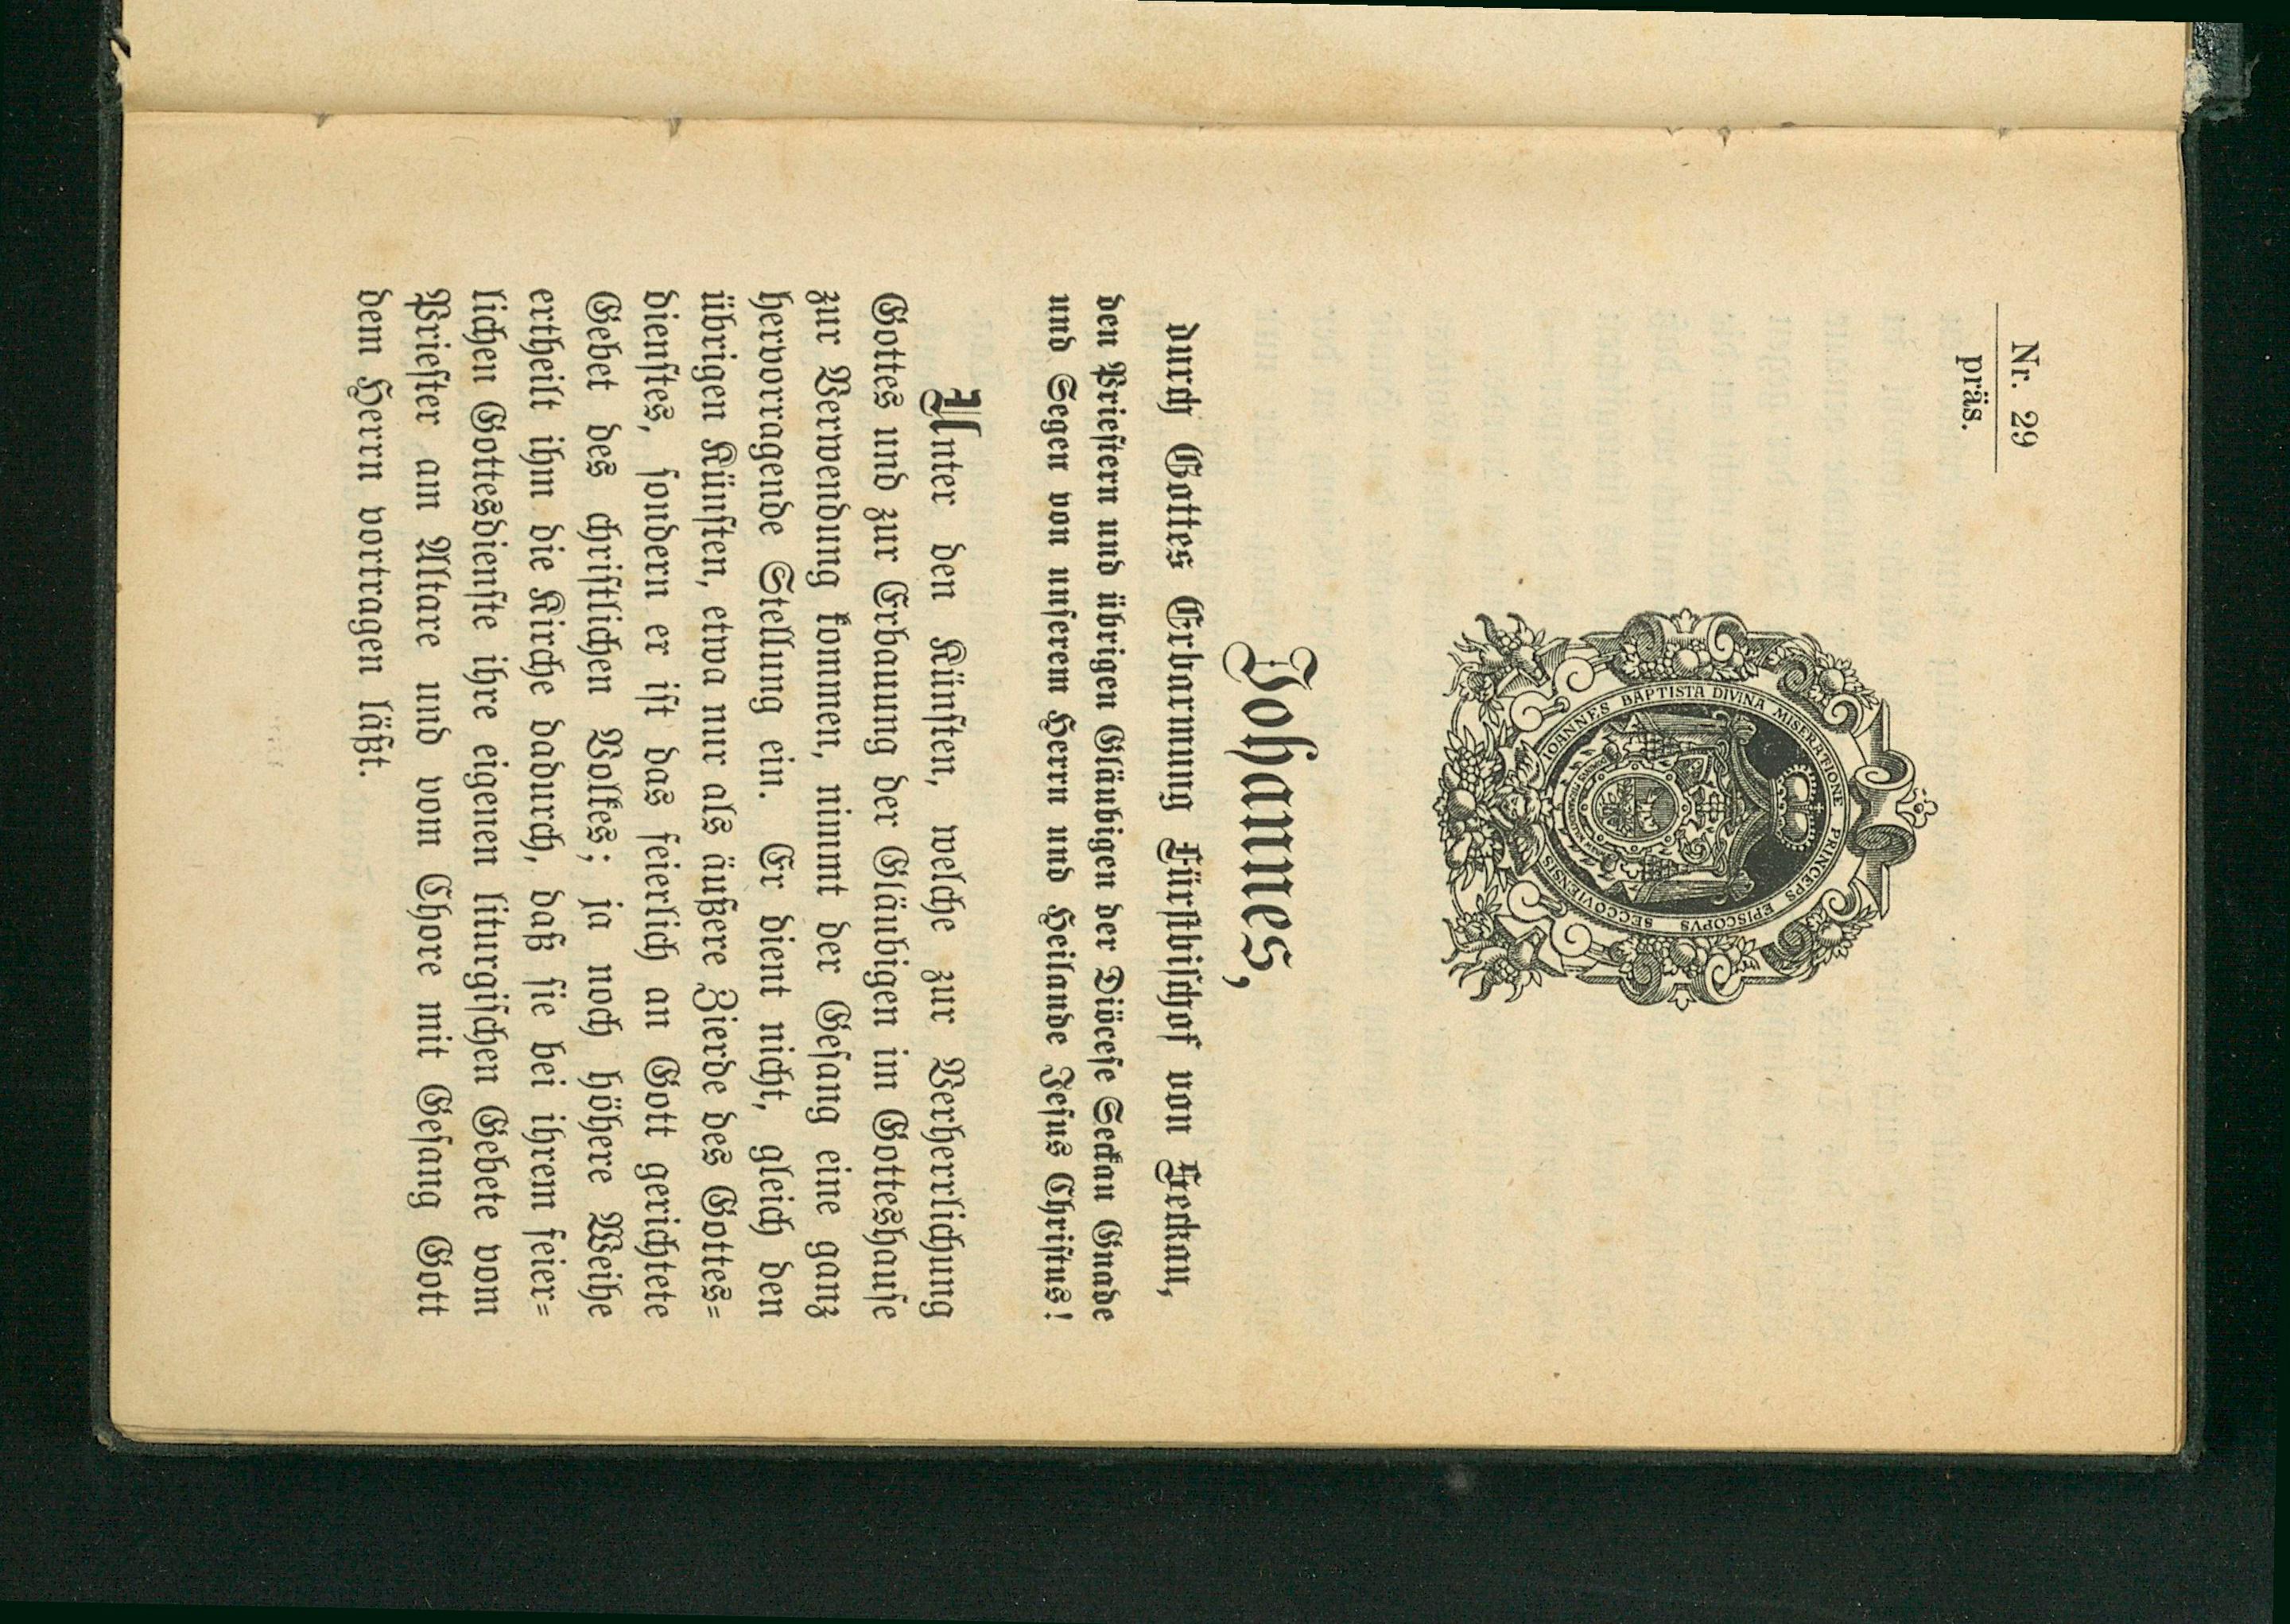 Nr. 29
präs.
IOANNES BAPTISTA DIVINA MISERATIONE PRINCEPS EPISCOPVS SECCOVIENSIS
Johannes,
durch Gottes Erbarmung Fürstbischof von Seckau,
den Priestern und übrigen Gläubigen der Diöcese Seckau Gnade
und Segen von unserem Herrn und Heilande Jesus Christus!
Unter den Künsten, welche zur Verherrlichung
Gottes und zur Erbauung der Gläubigen im Gotteshause
zur Verwendung kommen, nimmt der Gesang eine ganz
hervorragende Stellung ein. Er dient nicht, gleich den
übrigen Künsten, etwa nur als äußere Zierde des Gottes-
dienstes, sondern er ist das feierlich an Gott gerichtete
Gebet des christlichen Volkes; ja noch höhere Weihe
ertheilt ihm die Kirche dadurch, daß sie bei ihrem feier-
lichen Gottesdienste ihre eigenen liturgischen Gebete vom
Priester am Altare und vom Chore mit Gesang Gott
dem Herrn vortragen läßt.